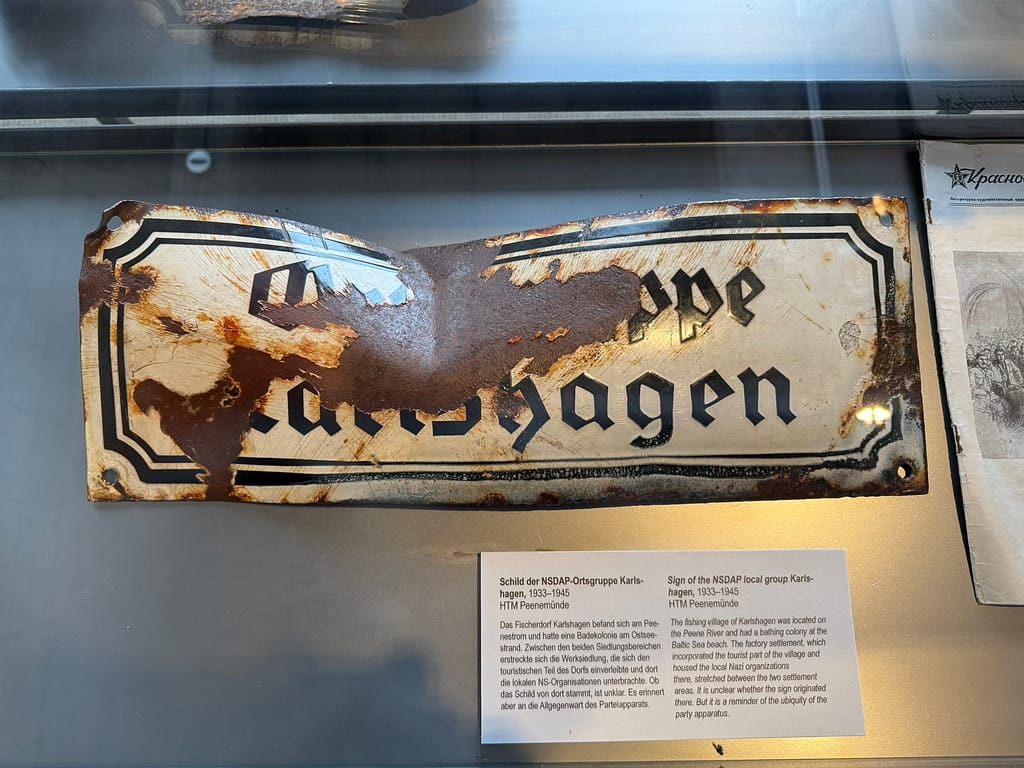 Ortsgruppe
Karlshagen
Красно
Schild der NSDAP-Ortsgruppe Karls-
hagen, 1933–1945
HTM Peenemünde
Das Fischerdorf Karlshagen befand sich am Pee-
nestrom und hatte eine Badekolonie am Ostsee-
strand. Zwischen den beiden Siedlungsbereichen
erstreckte sich die Werksiedlung, die sich den
touristischen Teil des Dorfs einverleibte und dort
die lokalen NS-Organisationen unterbrachte. Ob
das Schild von dort stammt, ist unklar. Es erinnert
aber an die Allgegenwart des Parteiapparats.
Sign of the NSDAP local group Karls-
hagen, 1933–1945
HTM Peenemünde
The fishing village of Karlshagen was located on
the Peene River and had a bathing colony at the
Baltic Sea beach. The factory settlement, which
incorporated the tourist part of the village and
housed the local Nazi organizations
there, stretched between the two settlement
areas. It is unclear whether the sign originated
there. But it is a reminder of the ubiquity of the
party apparatus.